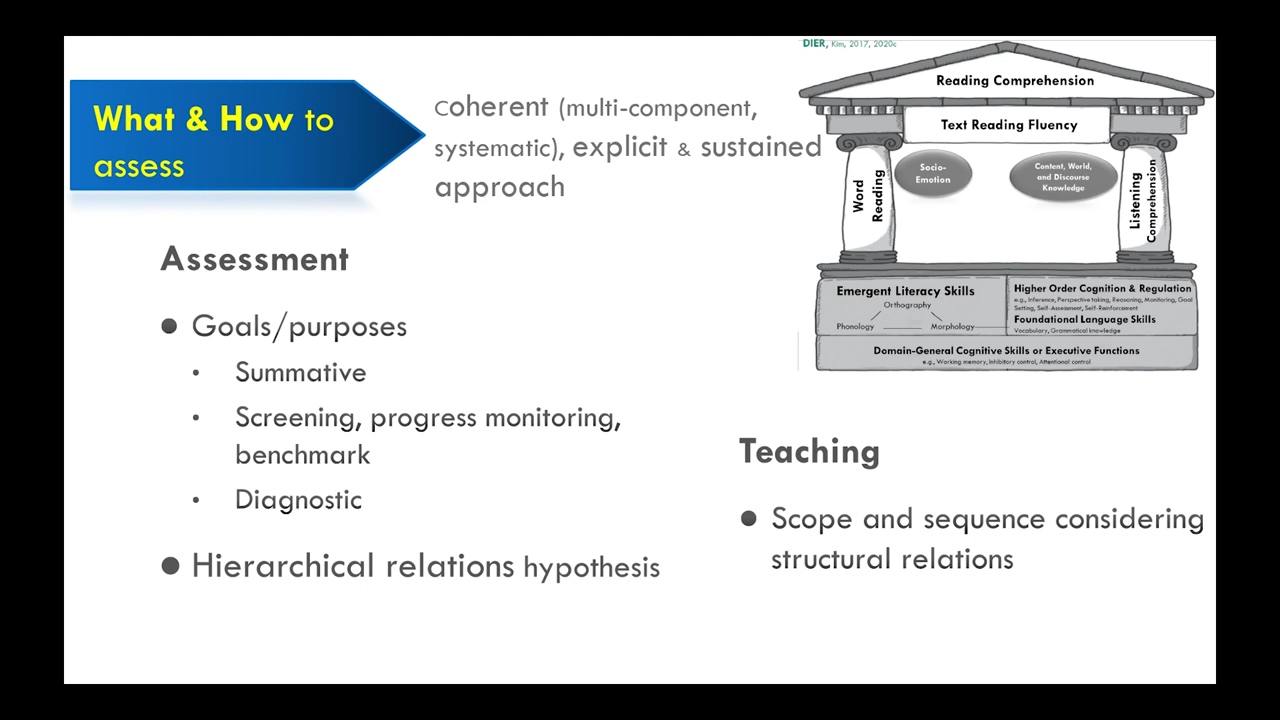 What & How to
assess
Coherent (multi-component,
systematic), explicit & sustained
approach
DIER, Kim, 2017, 2020c
Reading Comprehension
Text Reading Fluency
Word
Reading
Socio-
Emotion
Content, World,
and Discourse
Knowledge
Listening
Comprehension
Emergent Literacy Skills
Orthography
Phonology
Morphology
Higher Order Cognition & Regulation
e.g., Inference, Perspective taking, Reasoning, Monitoring, Goal
Setting, Self-Assessment, Self-Reinforcement
Foundational Language Skills
Vocabulary, Grammatical knowledge
Domain-General Cognitive Skills or Executive Functions
e.g., Working memory, Inhibitory control, Attentional control
Assessment
● Goals/purposes
• Summative
• Screening, progress monitoring,
benchmark
• Diagnostic
● Hierarchical relations hypothesis
Teaching
● Scope and sequence considering
structural relations